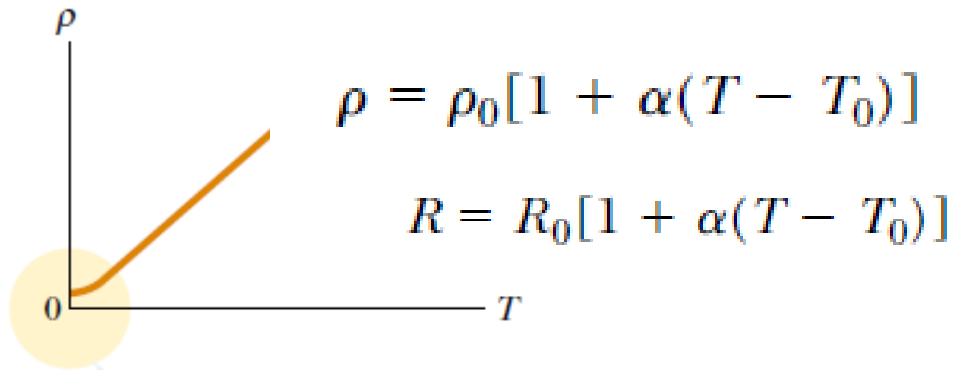 ρ
ρ = ρ₀[1 + α(T − T₀)]
R = R₀[1 + α(T − T₀)]
0
T